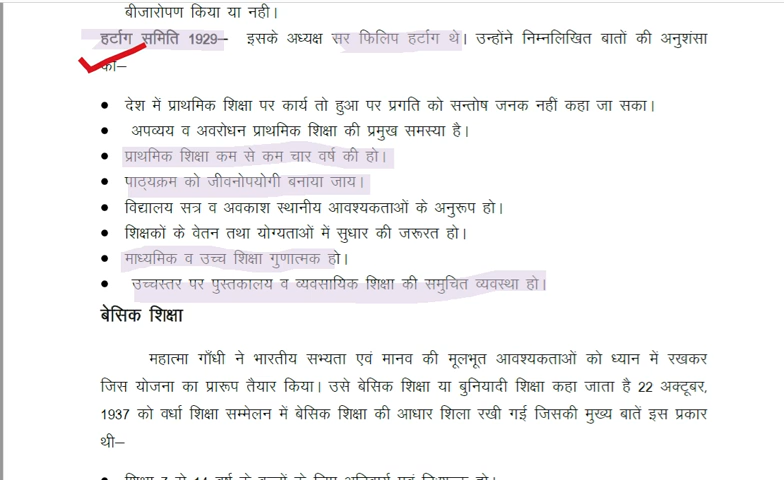 बीजारोपण किया या नही।
हर्टाग समिति 1929– इसके अध्यक्ष सर फिलिप हर्टाग थे। उन्होंने निम्नलिखित बातों की अनुशंसा
की–
• देश में प्राथमिक शिक्षा पर कार्य तो हुआ पर प्रगति को सन्तोष जनक नहीं कहा जा सका।
• अपव्यय व अवरोधन प्राथमिक शिक्षा की प्रमुख समस्या है।
• प्राथमिक शिक्षा कम से कम चार वर्ष की हो।
• पाठ्यक्रम को जीवनोपयोगी बनाया जाय।
• विद्यालय सत्र व अवकाश स्थानीय आवश्यकताओं के अनुरूप हो।
• शिक्षकों के वेतन तथा योग्यताओं में सुधार की जरूरत हो।
• माध्यमिक व उच्च शिक्षा गुणात्मक हो।
• उच्चस्तर पर पुस्तकालय व व्यवसायिक शिक्षा की समुचित व्यवस्था हो।
बेसिक शिक्षा
महात्मा गाँधी ने भारतीय सभ्यता एवं मानव की मूलभूत आवश्यकताओं को ध्यान में रखकर
जिस योजना का प्रारूप तैयार किया। उसे बेसिक शिक्षा या बुनियादी शिक्षा कहा जाता है 22 अक्टूबर,
1937 को वर्धा शिक्षा सम्मेलन में बेसिक शिक्षा की आधार शिला रखी गई जिसकी मुख्य बातें इस प्रकार
थी–
• शिक्षा 7 से 14 वर्ष के